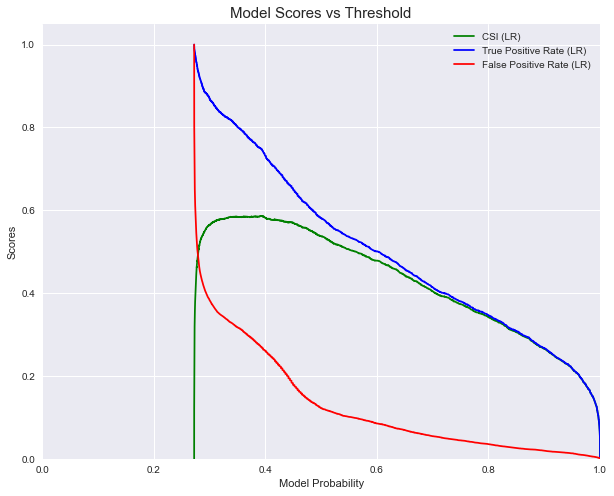 Model Scores vs Threshold
CSI (LR)
True Positive Rate (LR)
False Positive Rate (LR)
1.0
0.8
0.6
0.4
0.2
0.0
Scores
0.0 0.2 0.4 0.6 0.8 1.0
Model Probability